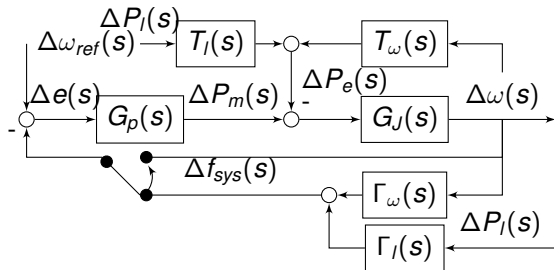 ΔP_l(s)
Δω_ref(s)
T_l(s)
T_ω(s)
Δe(s)
ΔP_m(s)
ΔP_e(s)
Δω(s)
-
G_p(s)
-
G_J(s)
Δf_sys(s)
Γ_ω(s)
ΔP_l(s)
Γ_l(s)